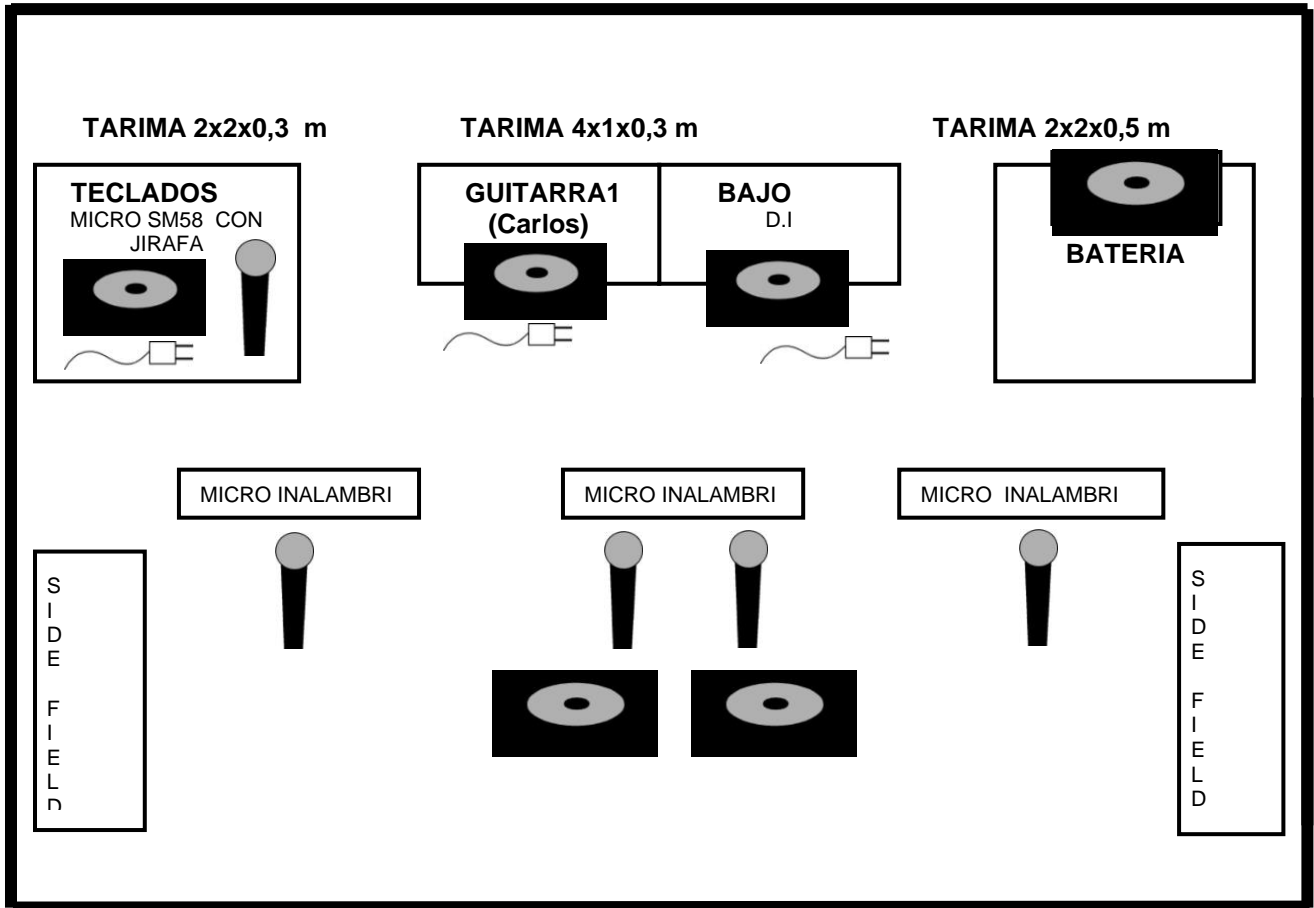 TARIMA 2x2x0,3 m
TARIMA 4x1x0,3 m
TARIMA 2x2x0,5 m
TECLADOS
MICRO SM58 CON
JIRAFA
GUITARRA1
(Carlos)
BAJO
D.I
BATERIA
MICRO INALAMBRI
MICRO INALAMBRI
MICRO INALAMBRI
S
I
D
E
F
I
E
L
D
S
I
D
E
F
I
E
L
D